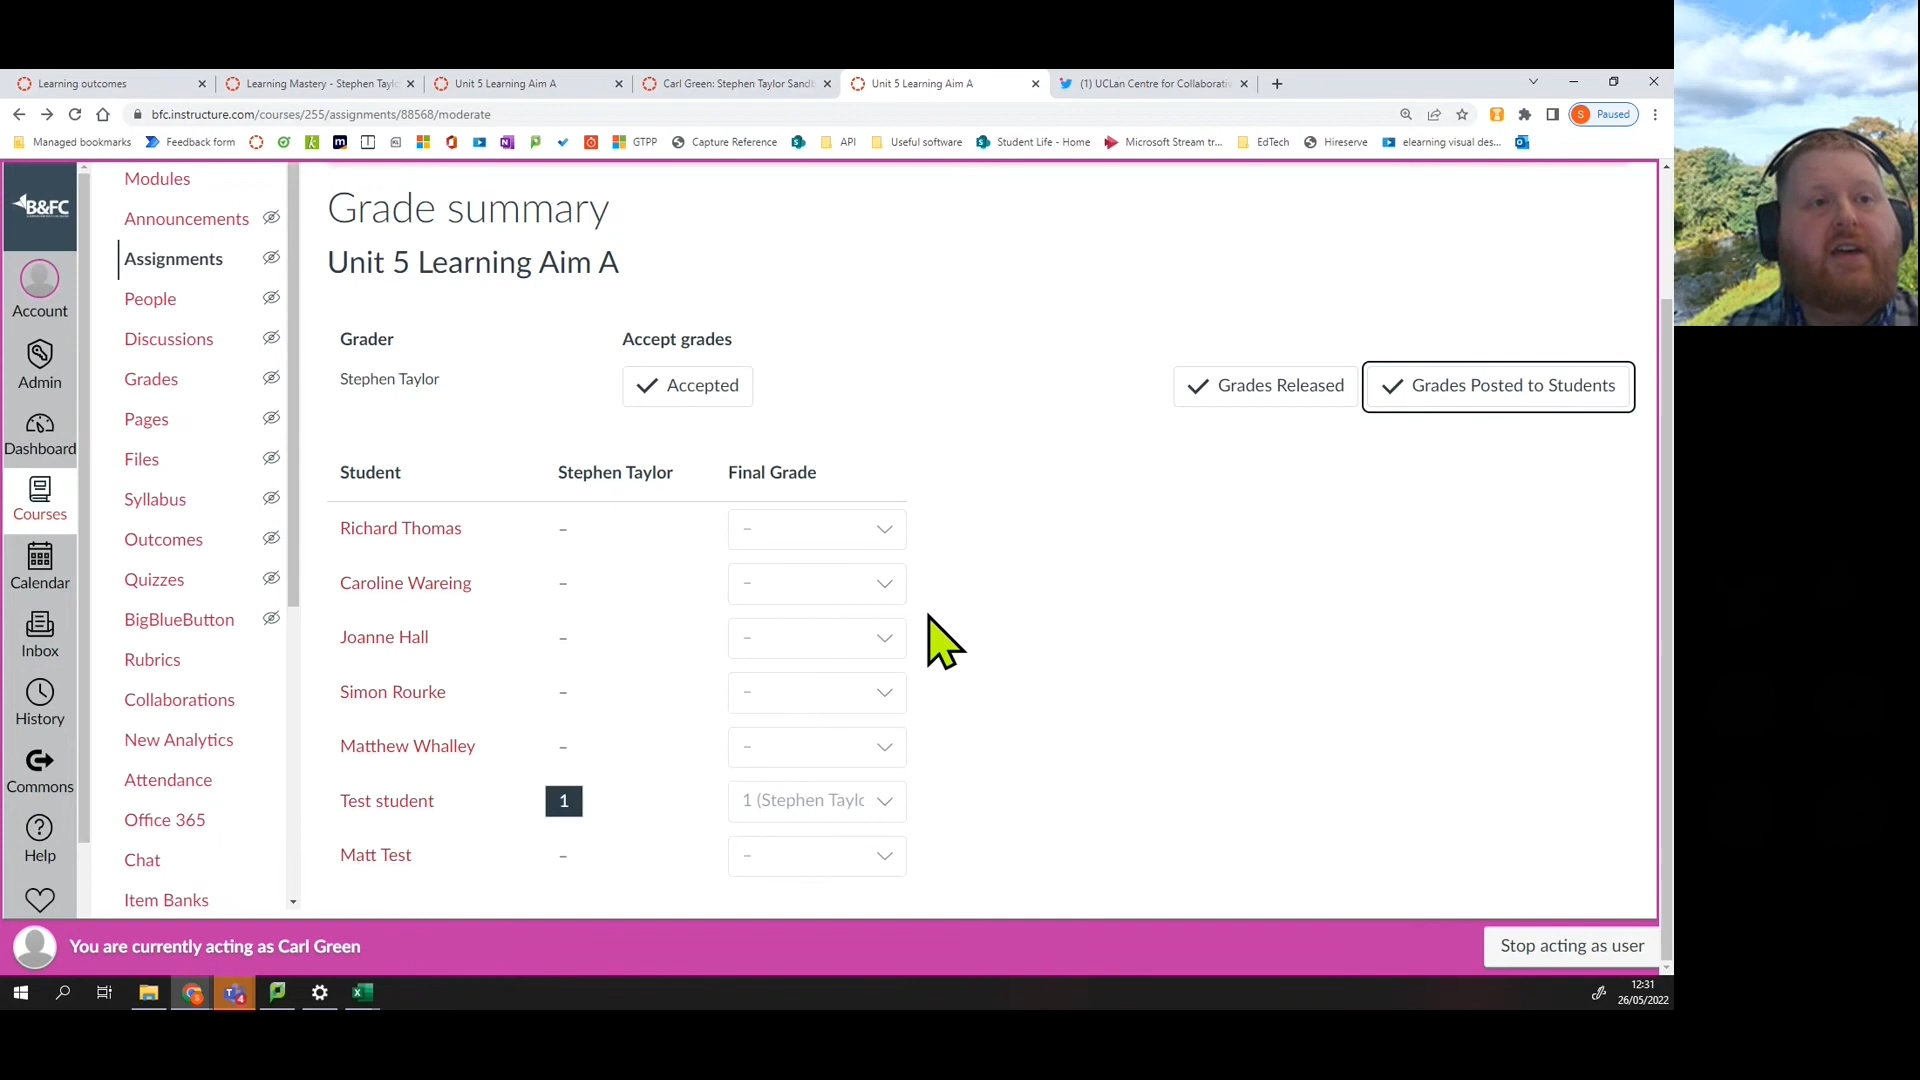 Learning outcomes
Learning Mastery - Stephen Taylo
Unit 5 Learning Aim A
Carl Green: Stephen Taylor Sandb
Unit 5 Learning Aim A
(1) UCLan Centre for Collaborativ
bfc.instructure.com/courses/255/assignments/88568/moderate
S
Paused
Managed bookmarks
Feedback form
GTPP
Capture Reference
API
Useful software
Student Life - Home
Microsoft Stream tr...
EdTech
Hireserve
elearning visual des...
B&FC
Account
Admin
Dashboard
Courses
Calendar
Inbox
History
Commons
Help
Modules
Announcements
Assignments
People
Discussions
Grades
Pages
Files
Syllabus
Outcomes
Quizzes
BigBlueButton
Rubrics
Collaborations
New Analytics
Attendance
Office 365
Chat
Item Banks
Grade summary
Unit 5 Learning Aim A
Grader
Accept grades
Stephen Taylor
Accepted
Grades Released
Grades Posted to Students
Student
Stephen Taylor
Final Grade
Richard Thomas – –
Caroline Wareing – –
Joanne Hall – –
Simon Rourke – –
Matthew Whalley – –
Test student 1 1 (Stephen Taylo
Matt Test – –
You are currently acting as Carl Green
Stop acting as user
12:31
26/05/2022